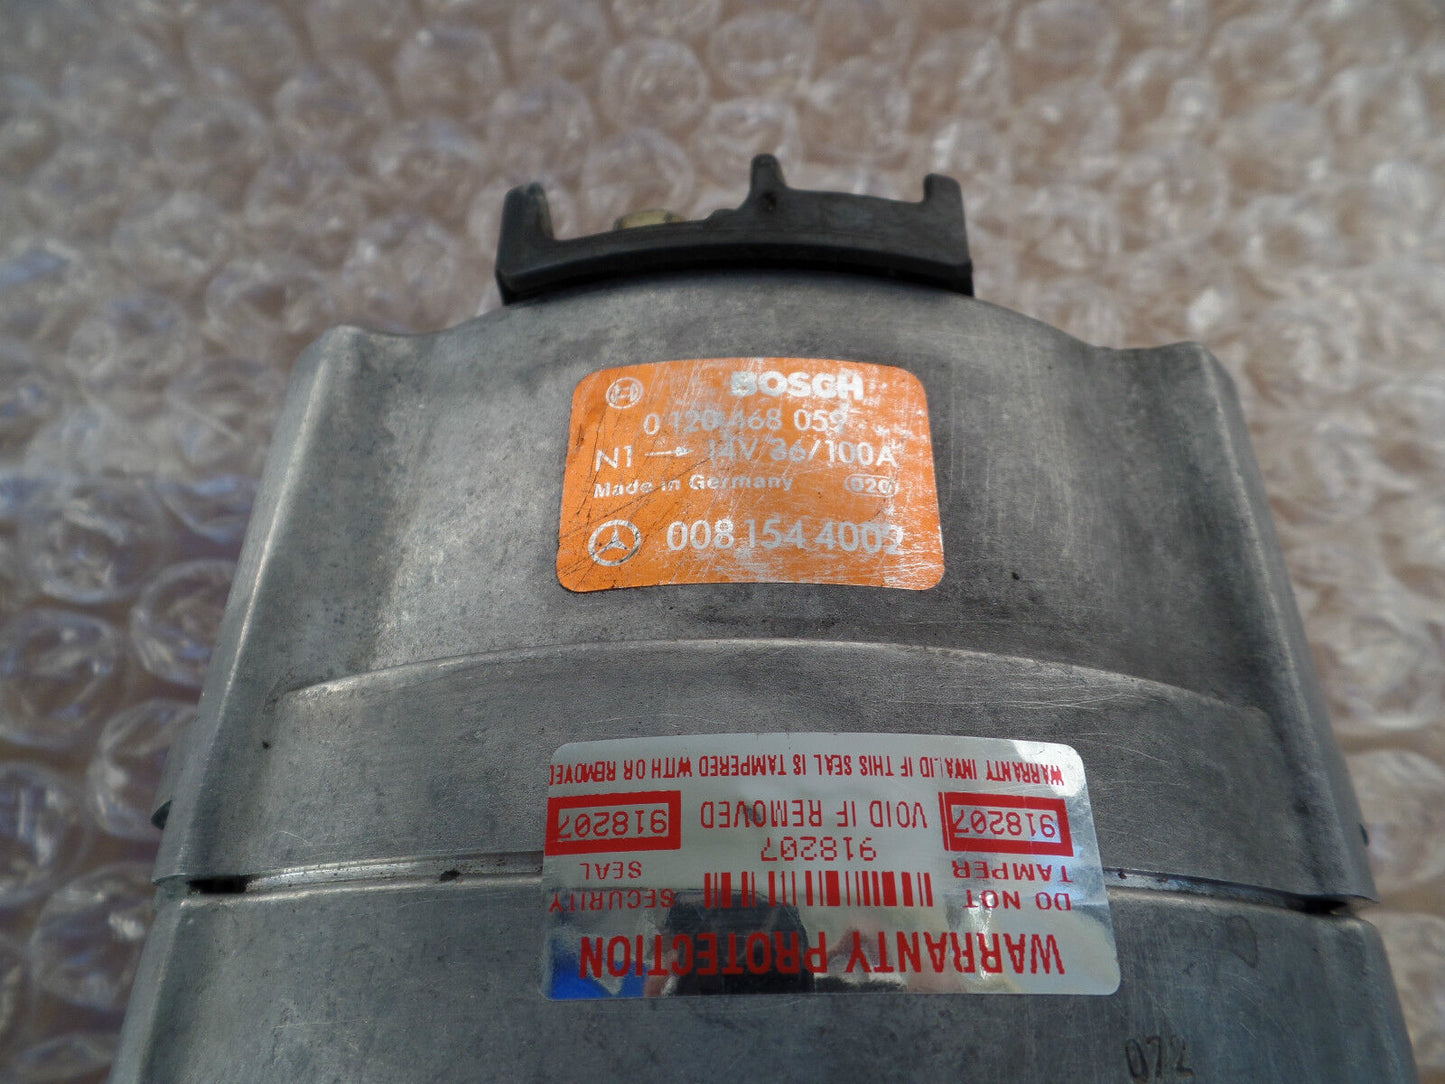 BOSCH
0 120 468 059
N1 → 14V 36/100A
Made in Germany 020
008 154 4002
WARRANTY PROTECTION
DO NOT TAMPER
SECURITY SEAL
918207
918207
918207
VOID IF REMOVED
WARRANTY INVALID IF THIS SEAL IS TAMPERED WITH OR REMOVED
072